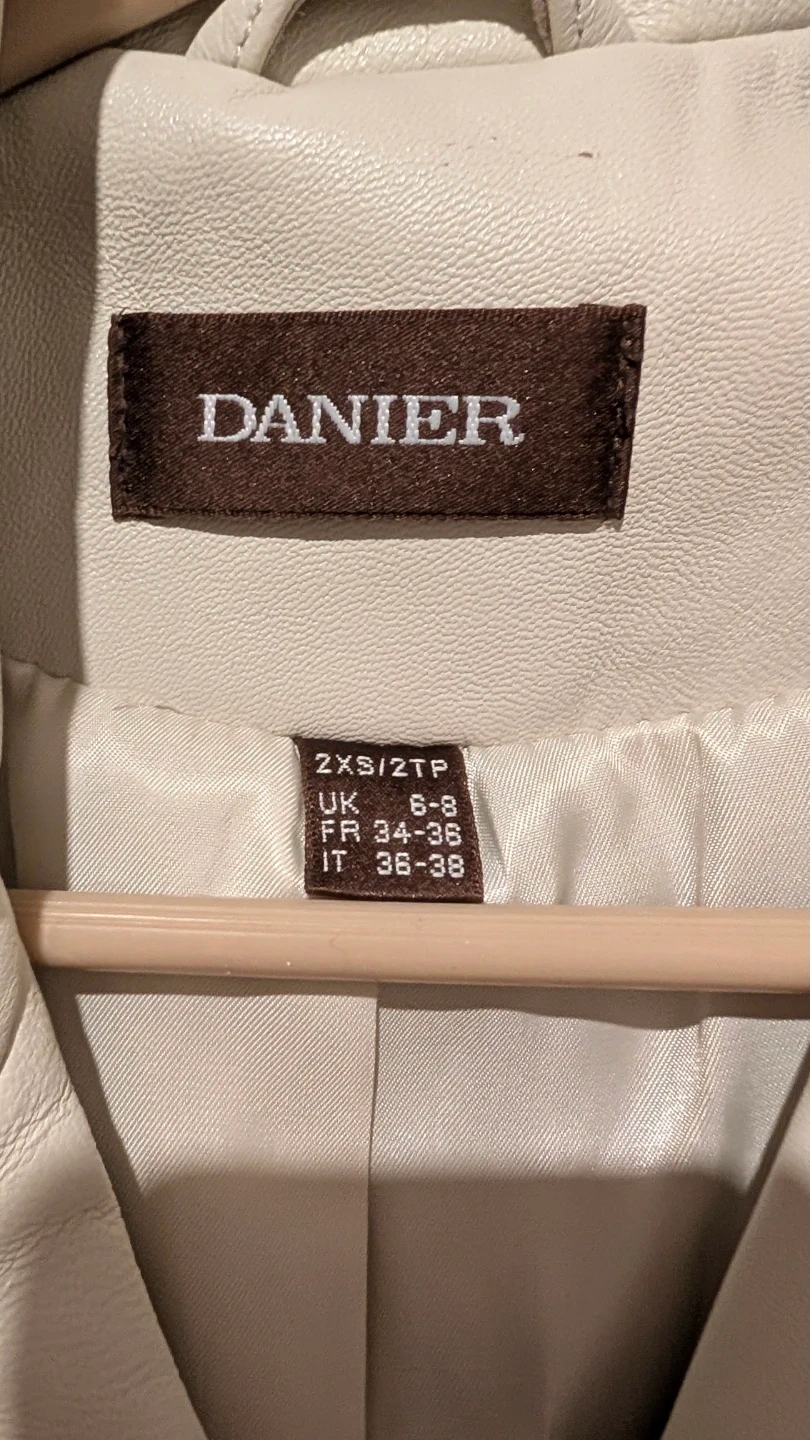 DANIER
2XS/2TP
UK 6-8
FR 34-36
IT 36-38